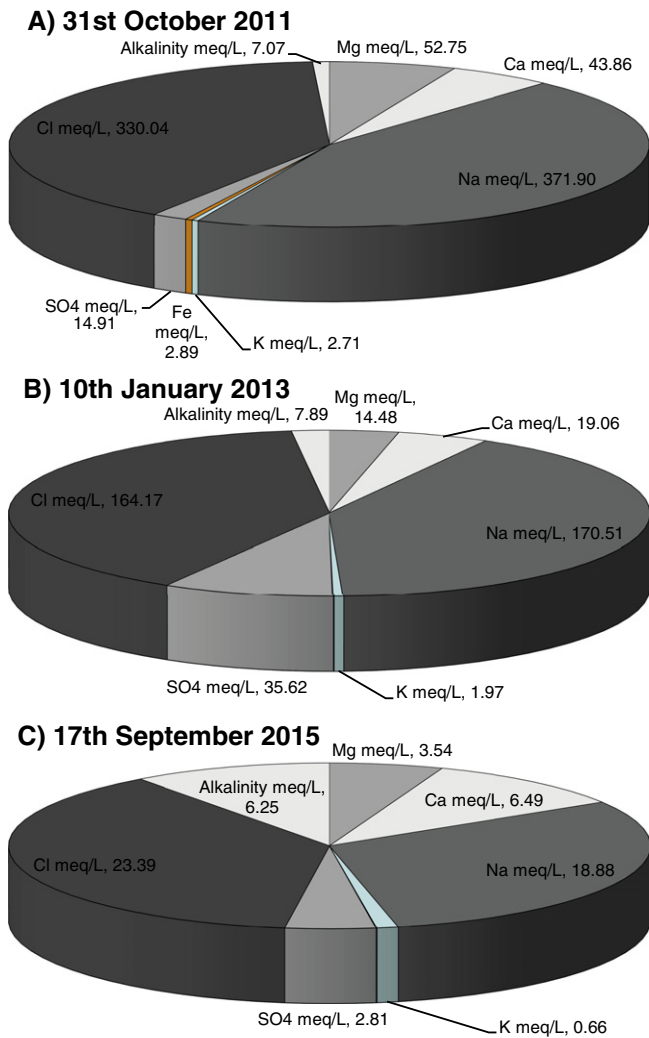 A) 31st October 2011
Alkalinity meq/L, 7.07
Mg meq/L, 52.75
Ca meq/L, 43.86
Cl meq/L, 330.04
Na meq/L, 371.90
SO4 meq/L,
14.91
Fe
meq/L,
2.89
K meq/L, 2.71
B) 10th January 2013
Alkalinity meq/L, 7.89
Mg meq/L,
14.48
Ca meq/L, 19.06
Cl meq/L, 164.17
Na meq/L, 170.51
SO4 meq/L, 35.62
K meq/L, 1.97
C) 17th September 2015
Mg meq/L, 3.54
Alkalinity meq/L,
6.25
Ca meq/L, 6.49
Cl meq/L, 23.39
Na meq/L, 18.88
SO4 meq/L, 2.81
K meq/L, 0.66